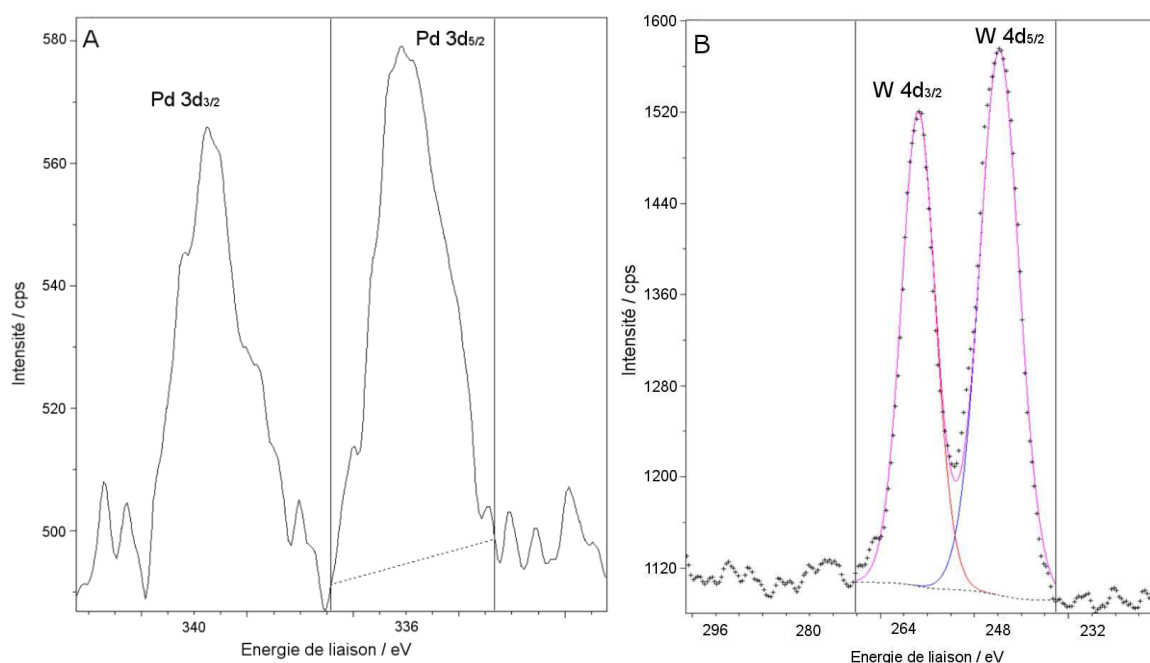 A
Pd 3d3/2
Pd 3d5/2
580
560
540
520
500
Intensité / cps
340
336
Energie de liaison / eV
B
W 4d3/2
W 4d5/2
1600
1520
1440
1360
1280
1200
1120
Intensité / cps
296
280
264
248
232
Energie de liaison / eV